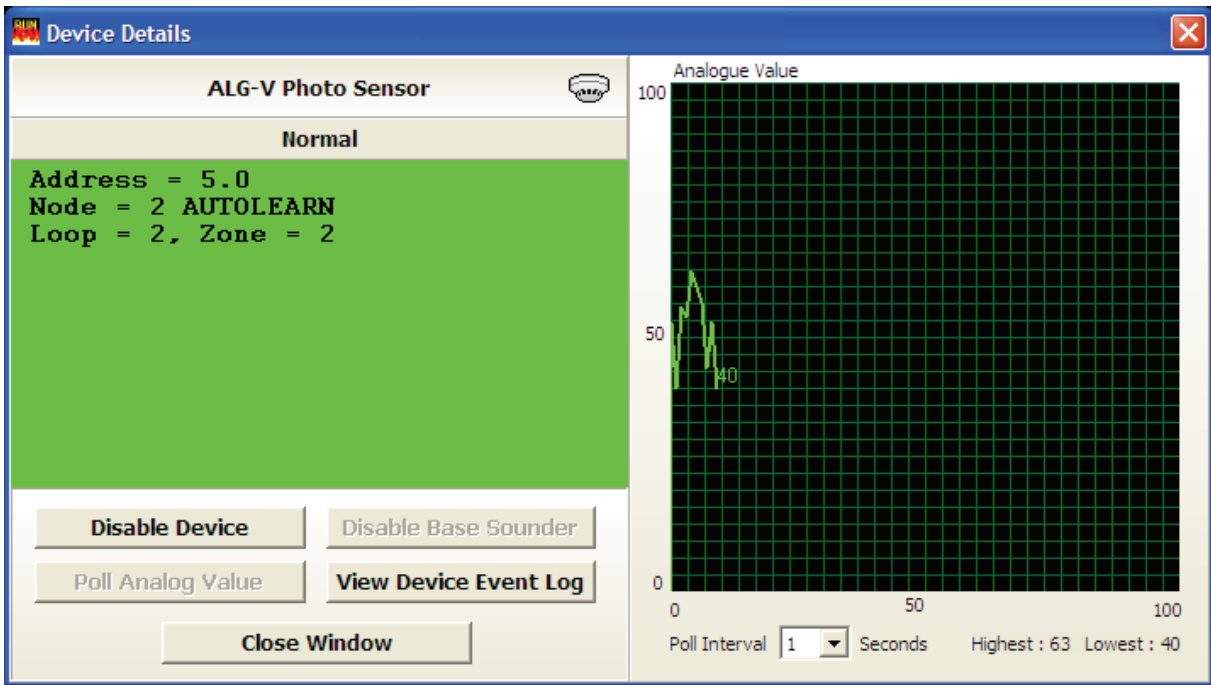 RUN
Device Details
ALG-V Photo Sensor
Normal
Address = 5.0
Node = 2 AUTOLEARN
Loop = 2, Zone = 2
Disable Device
Disable Base Sounder
Poll Analog Value
View Device Event Log
Close Window
Analogue Value
100
50
40
0
0
50
100
Poll Interval 1 Seconds Highest : 63 Lowest : 40